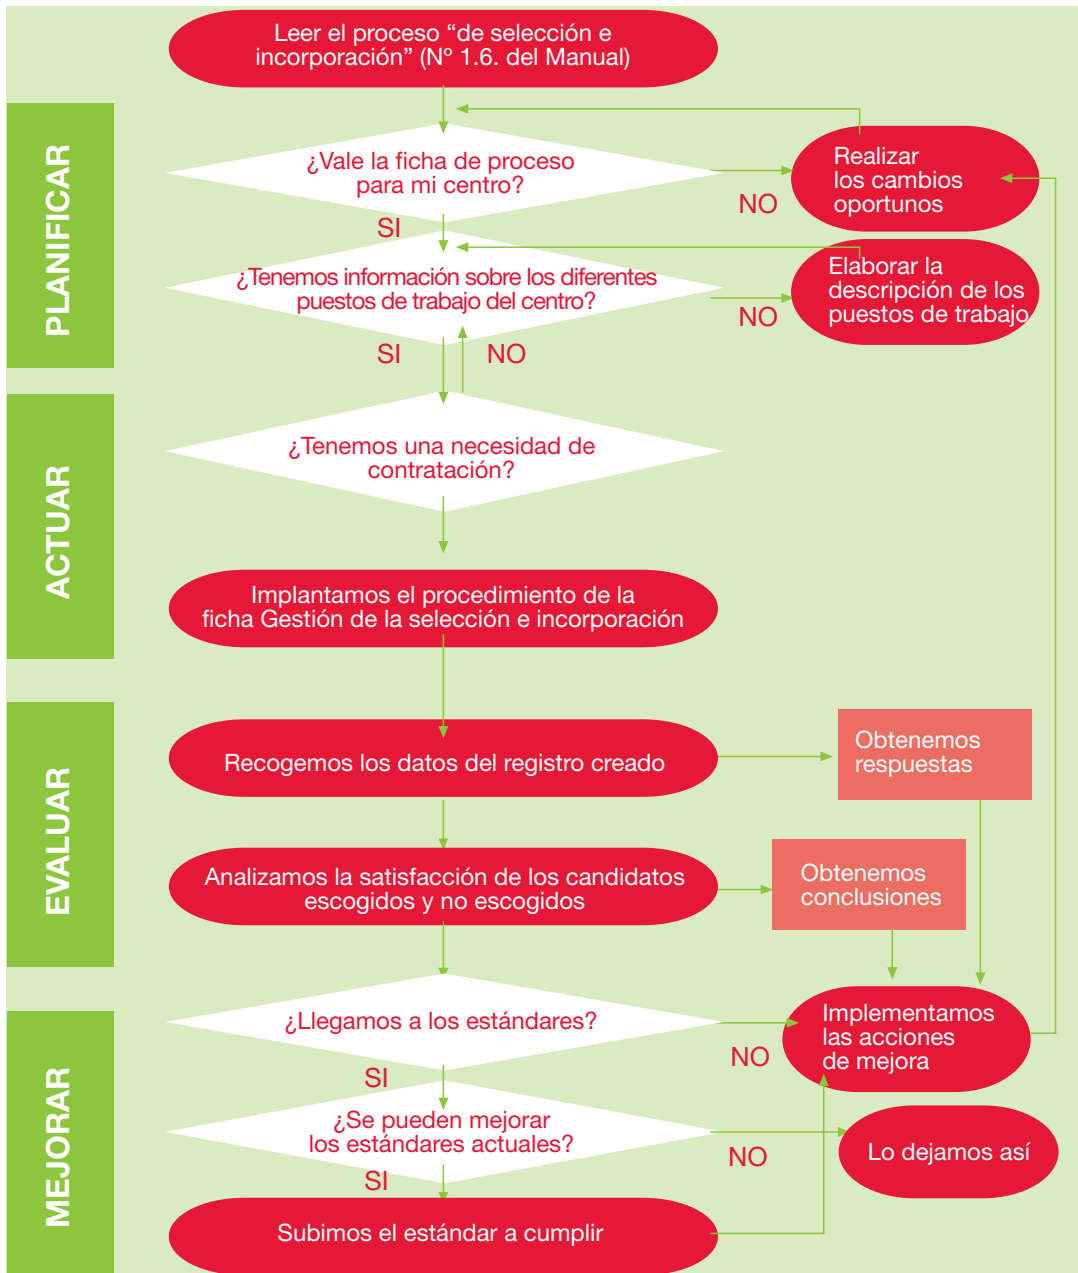 Leer el proceso “de selección e
incorporación” (Nº 1.6. del Manual)
PLANIFICAR
¿Vale la ficha de proceso
para mi centro?
NO
Realizar
los cambios
oportunos
SI
¿Tenemos información sobre los diferentes
puestos de trabajo del centro?
NO
Elaborar la
descripción de los
puestos de trabajo
SI
NO
ACTUAR
¿Tenemos una necesidad de
contratación?
Implantamos el procedimiento de la
ficha Gestión de la selección e incorporación
EVALUAR
Recogemos los datos del registro creado
Obtenemos
respuestas
Analizamos la satisfacción de los candidatos
escogidos y no escogidos
Obtenemos
conclusiones
MEJORAR
¿Llegamos a los estándares?
NO
Implementamos
las acciones
de mejora
SI
¿Se pueden mejorar
los estándares actuales?
NO
Lo dejamos así
SI
Subimos el estándar a cumplir